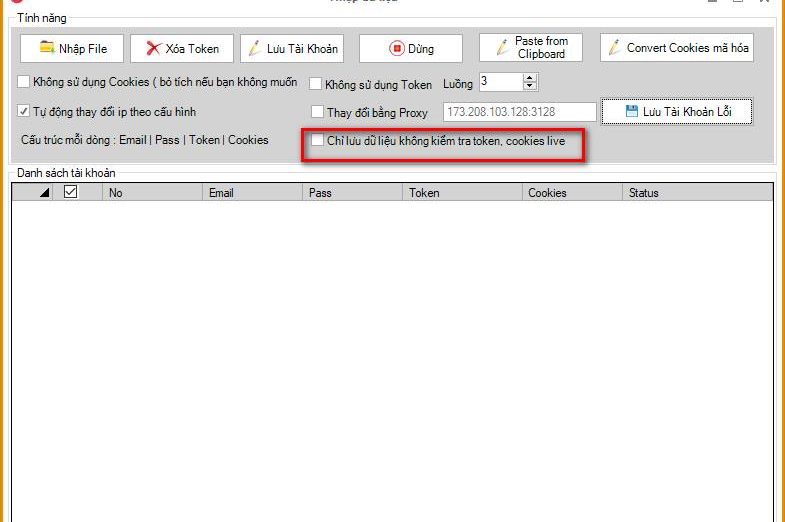 Tính năng
Nhập File
Xóa Token
Lưu Tài Khoản
Dừng
Paste from
Clipboard
Convert Cookies mã hóa
Không sử dụng Cookies ( bỏ tích nếu bạn không muốn
Không sử dụng Token
Luồng
3
Tự động thay đổi ip theo cấu hình
Thay đổi bằng Proxy
173.208.103.128:3128
Lưu Tài Khoản Lỗi
Cấu trúc mỗi dòng : Email | Pass | Token | Cookies
Chỉ lưu dữ liệu không kiểm tra token, cookies live
Danh sách tài khoản
No Email Pass Token Cookies Status